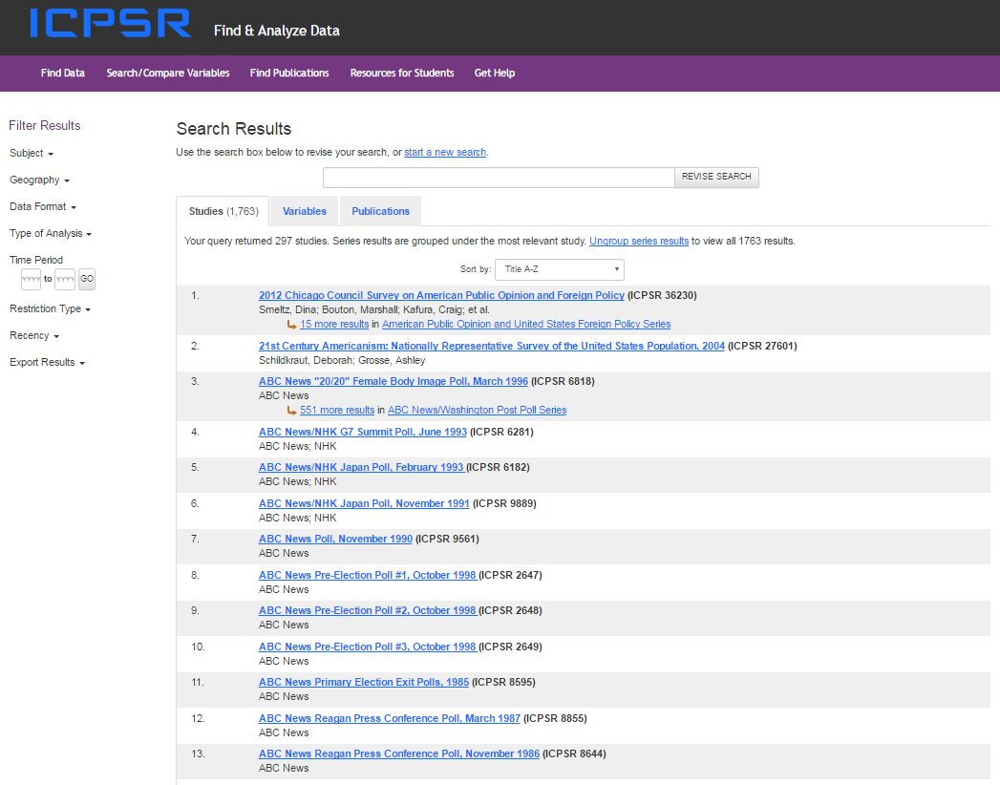 ICPSR Find & Analyze Data
Find Data Search/Compare Variables Find Publications Resources for Students Get Help
Filter Results
Subject
Geography
Data Format
Type of Analysis
Time Period
YYYY to YYYY GO
Restriction Type
Recency
Export Results
Search Results
Use the search box below to revise your search, or start a new search.
REVISE SEARCH
Studies (1,763) Variables Publications
Your query returned 297 studies. Series results are grouped under the most relevant study. Ungroup series results to view all 1763 results.
Sort by: Title A-Z
1. 2012 Chicago Council Survey on American Public Opinion and Foreign Policy (ICPSR 36230)
Smeltz, Dina; Bouton, Marshall; Kafura, Craig; et al.
15 more results in American Public Opinion and United States Foreign Policy Series
2. 21st Century Americanism: Nationally Representative Survey of the United States Population, 2004 (ICPSR 27601)
Schildkraut, Deborah; Grosse, Ashley
3. ABC News "20/20" Female Body Image Poll, March 1996 (ICPSR 6818)
ABC News
551 more results in ABC News/Washington Post Poll Series
4. ABC News/NHK G7 Summit Poll, June 1993 (ICPSR 6281)
ABC News; NHK
5. ABC News/NHK Japan Poll, February 1993 (ICPSR 6182)
ABC News; NHK
6. ABC News/NHK Japan Poll, November 1991 (ICPSR 9889)
ABC News; NHK
7. ABC News Poll, November 1990 (ICPSR 9561)
ABC News
8. ABC News Pre-Election Poll #1, October 1998 (ICPSR 2647)
ABC News
9. ABC News Pre-Election Poll #2, October 1998 (ICPSR 2648)
ABC News
10. ABC News Pre-Election Poll #3, October 1998 (ICPSR 2649)
ABC News
11. ABC News Primary Election Exit Polls, 1985 (ICPSR 8595)
ABC News
12. ABC News Reagan Press Conference Poll, March 1987 (ICPSR 8855)
ABC News
13. ABC News Reagan Press Conference Poll, November 1986 (ICPSR 8644)
ABC News